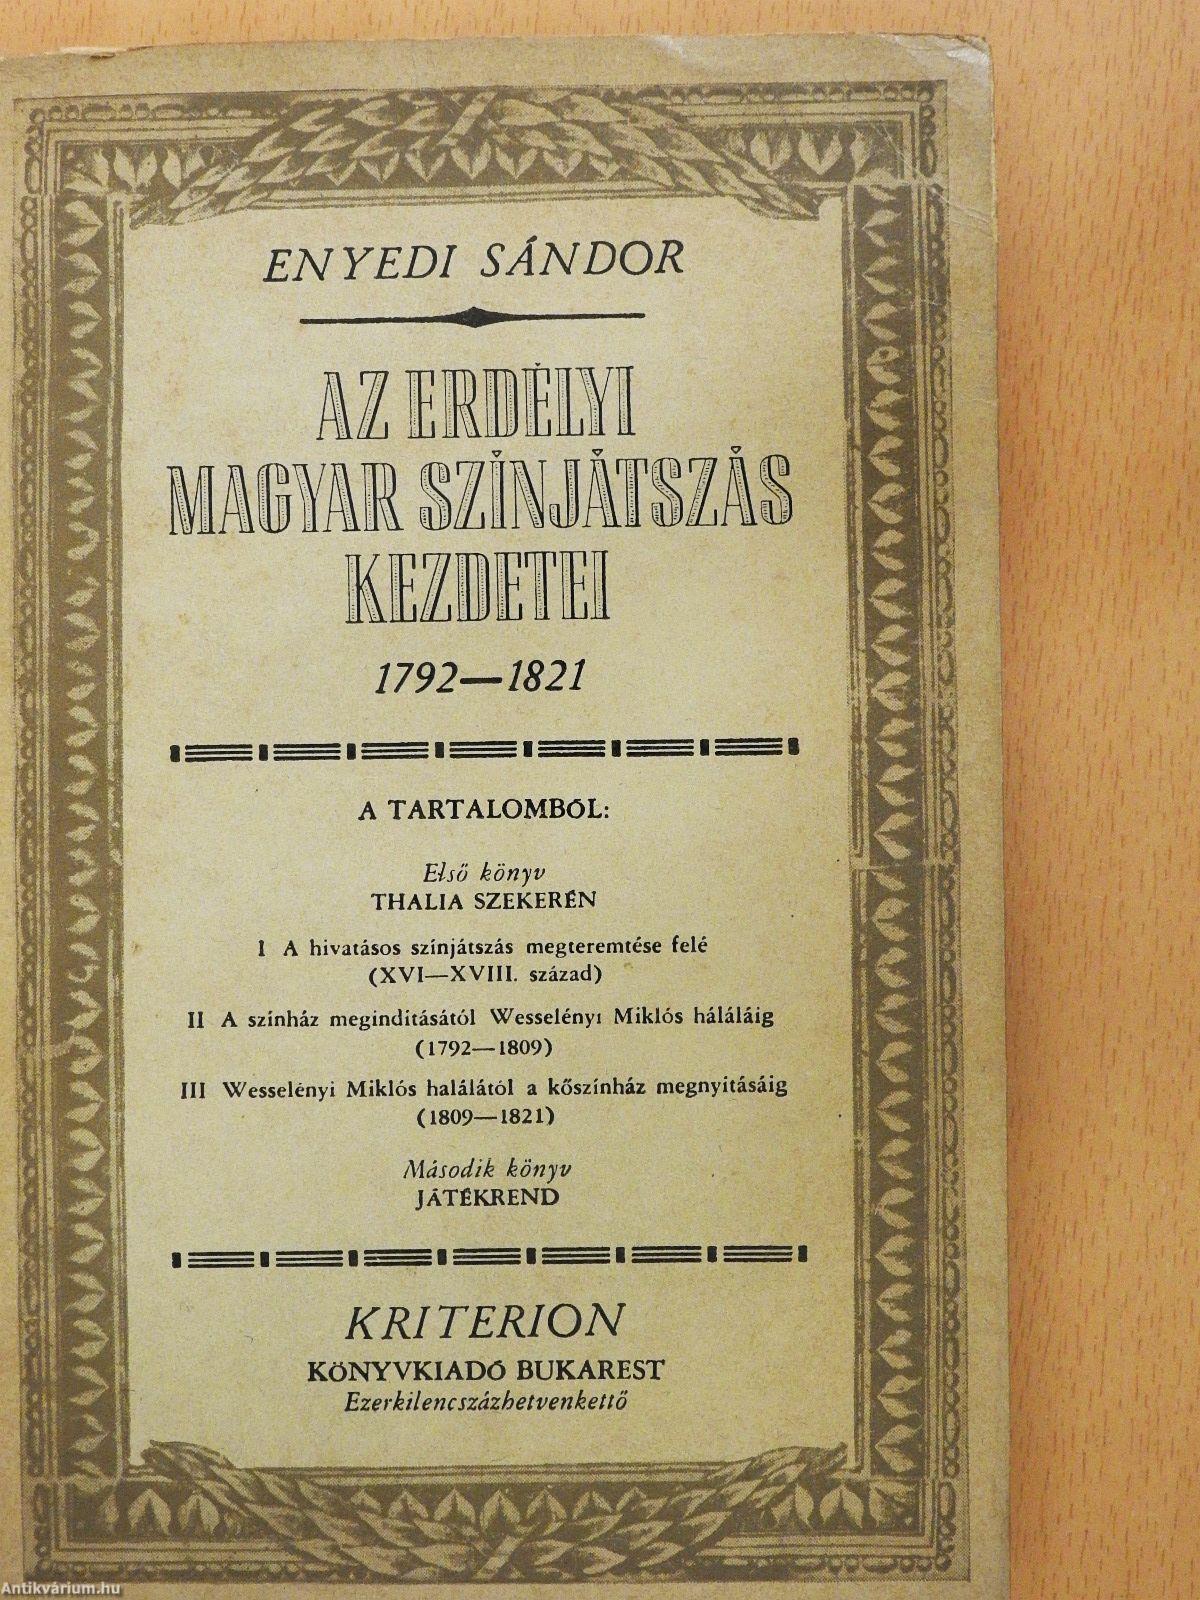 ENYEDI SÁNDOR
AZ ERDÉLYI
MAGYAR SZÍNJÁTSZÁS
KEZDETEI
1792—1821
A TARTALOMBÓL:
Első könyv
THALIA SZEKERÉN
I A hivatásos színjátszás megteremtése felé
(XVI—XVIII. század)
II A színház megindításától Wesselényi Miklós háláláig
(1792—1809)
III Wesselényi Miklós halálától a kőszínház megnyitásáig
(1809—1821)
Második könyv
JÁTÉKREND
KRITERION
KÖNYVKIADÓ BUKAREST
Ezerkilencszázhetvenkettő
Antikvárium.hu